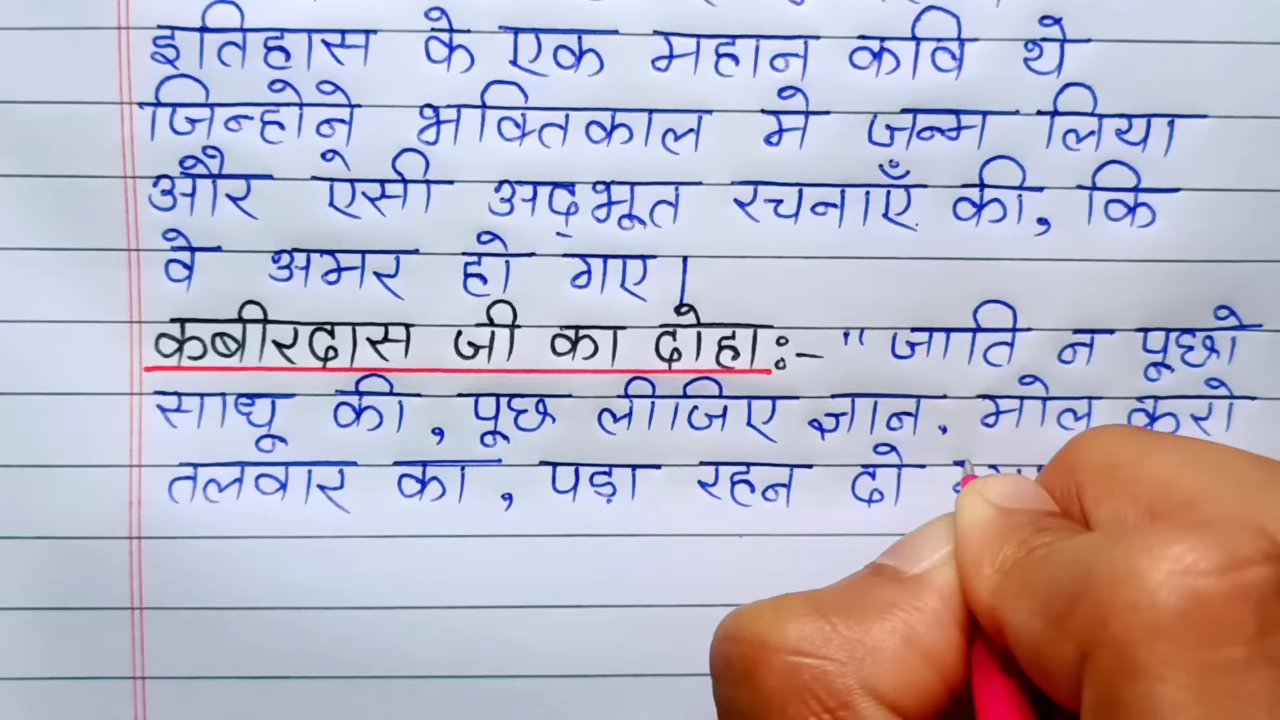 इतिहास के एक महान कवि थे
जिन्होने भक्तिकाल मे जन्म लिया
और ऐसी अद्‌भूत रचनाएँ की, कि
वे अमर हो गए।
कबीरदास जी का दोहाः- "जाति न पूछो
साधू की, पूछ लीजिए ज्ञान. मोल करो
तलवार का, पड़ा रहन दो